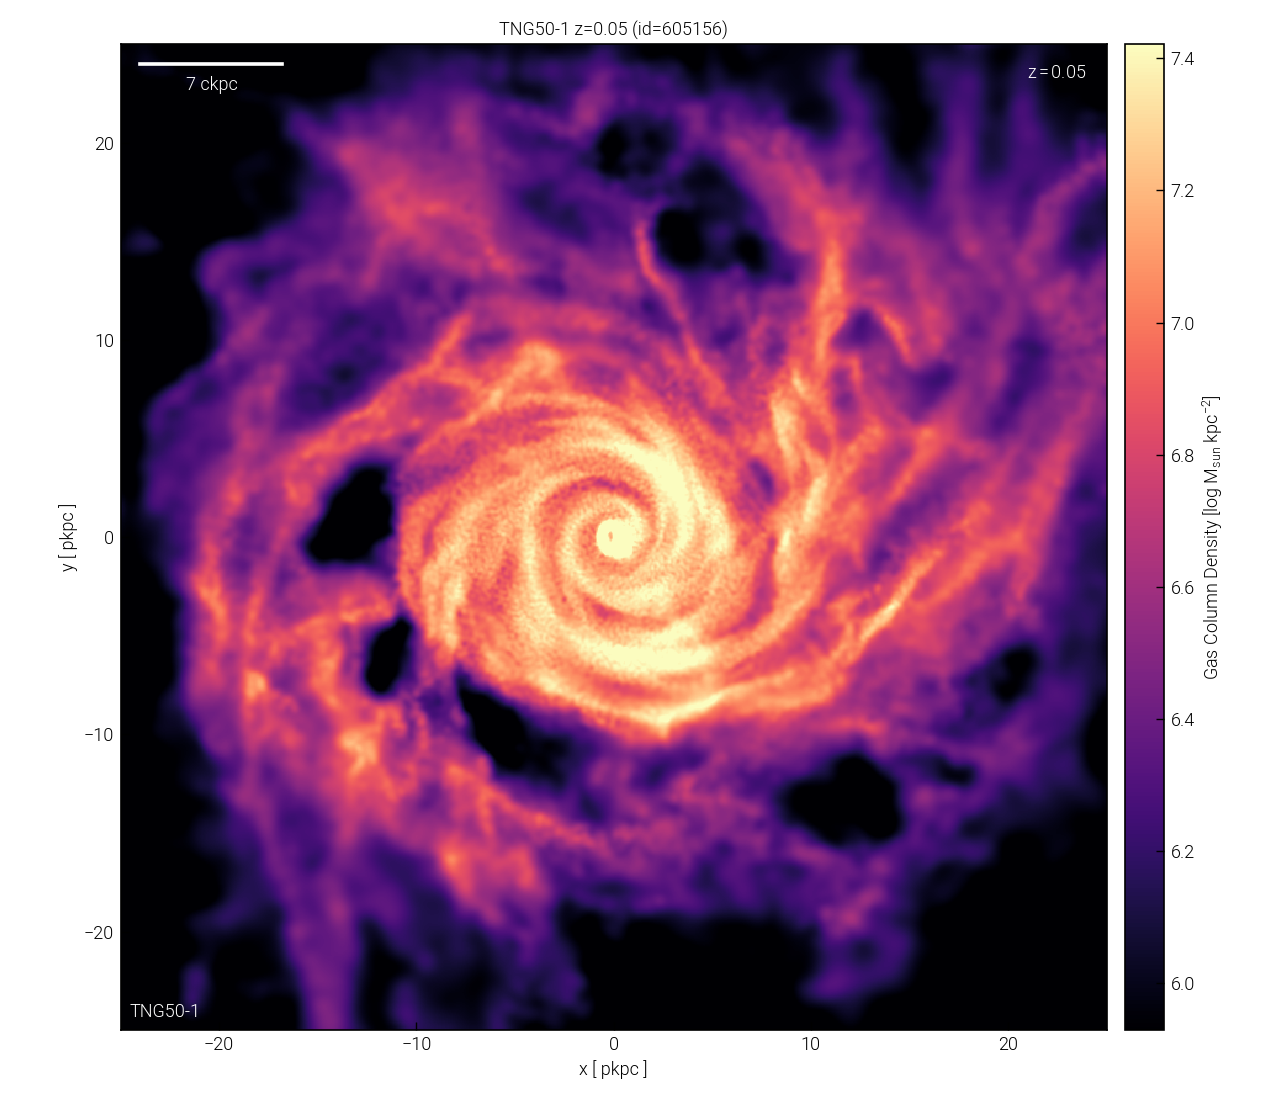 TNG50-1 z=0.05 (id=605156)
7 ckpc
z=0.05
TNG50-1
20
10
0
−10
−20
y [ pkpc ]
−20
−10
0
10
20
x [ pkpc ]
7.4
7.2
7.0
6.8
6.6
6.4
6.2
6.0
Gas Column Density [log M_sun kpc⁻²]